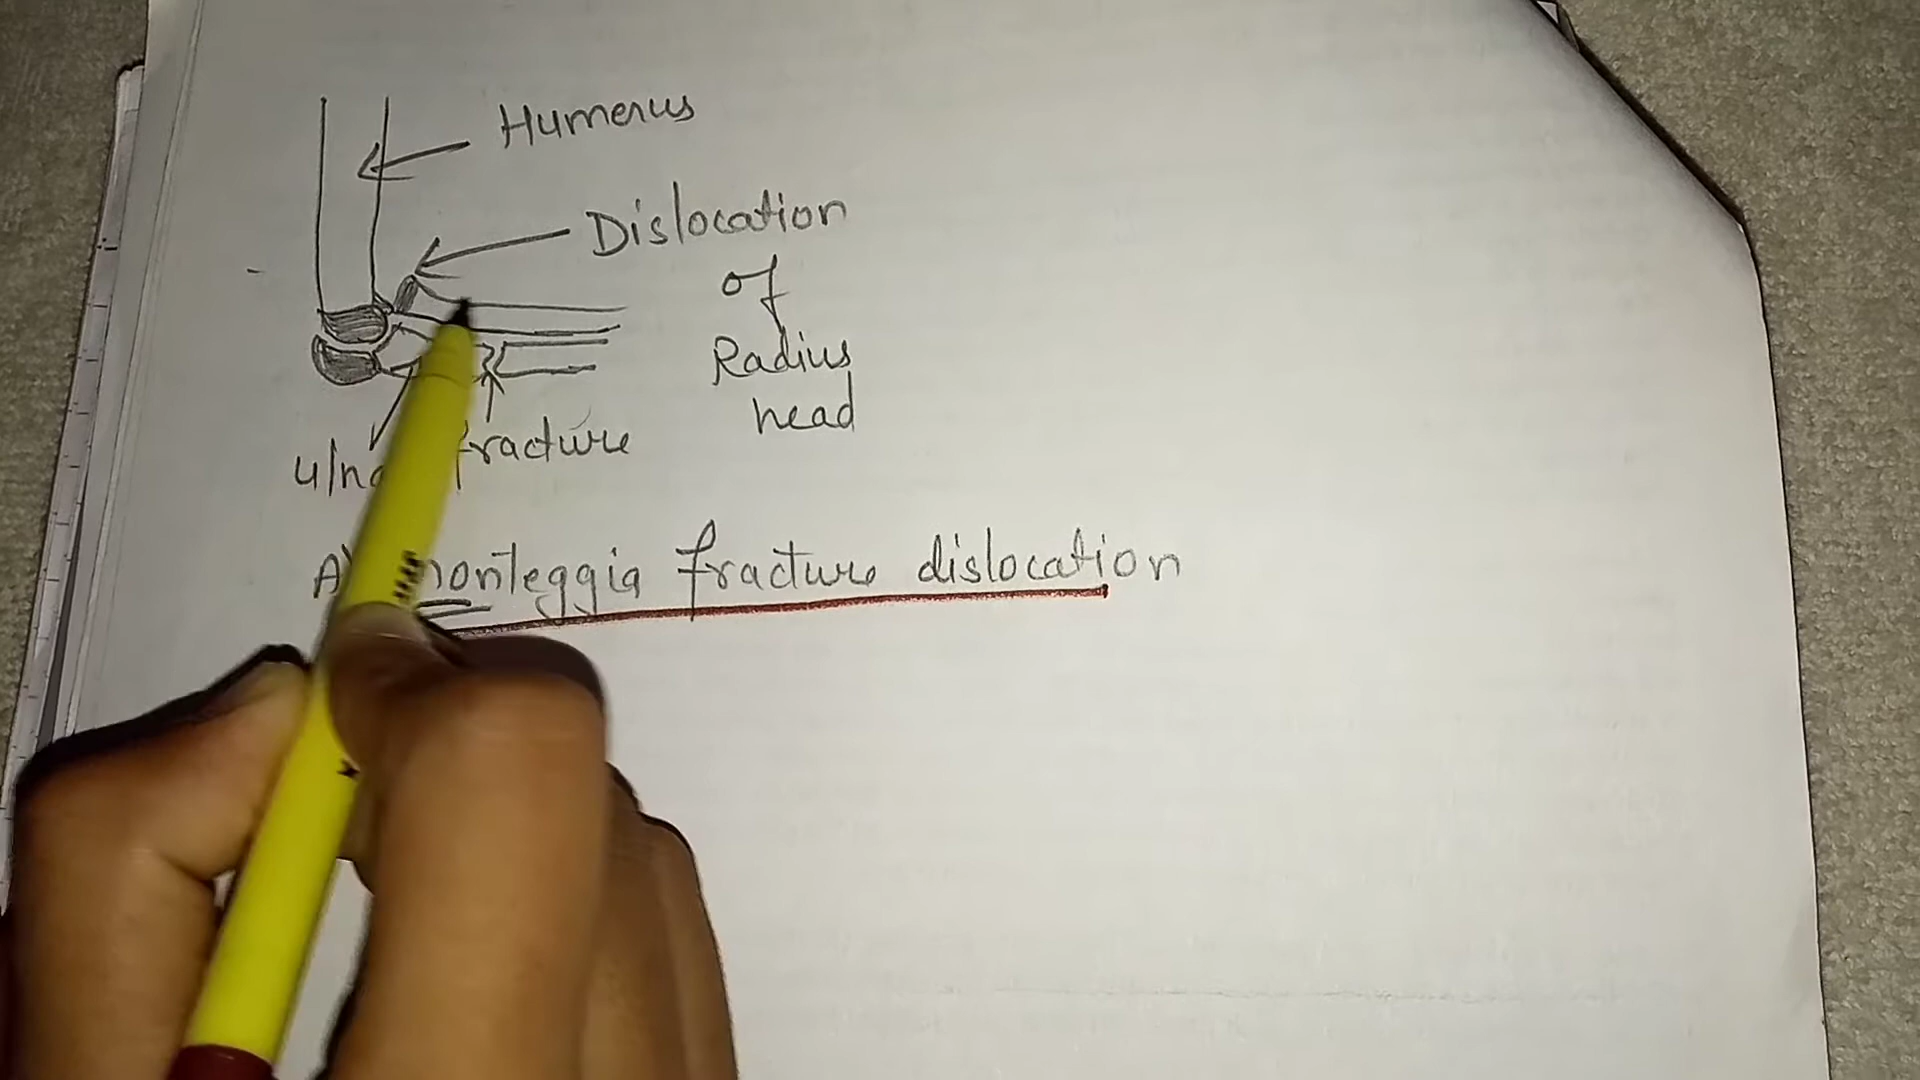 Humerus
Dislocation
of
Radius
head
fracture
A) monteggia fracture dislocation